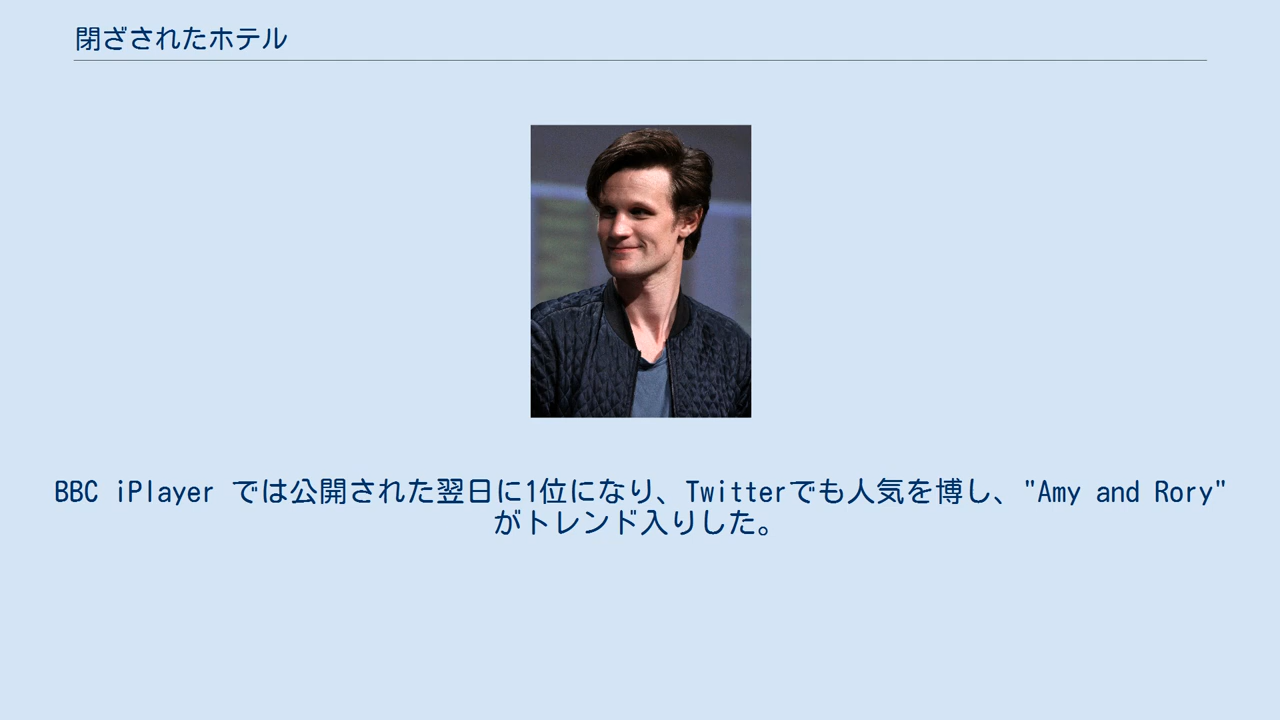 閉ざされたホテル
BBC iPlayer では公開された翌日に1位になり、Twitterでも人気を博し、"Amy and Rory"
がトレンド入りした。